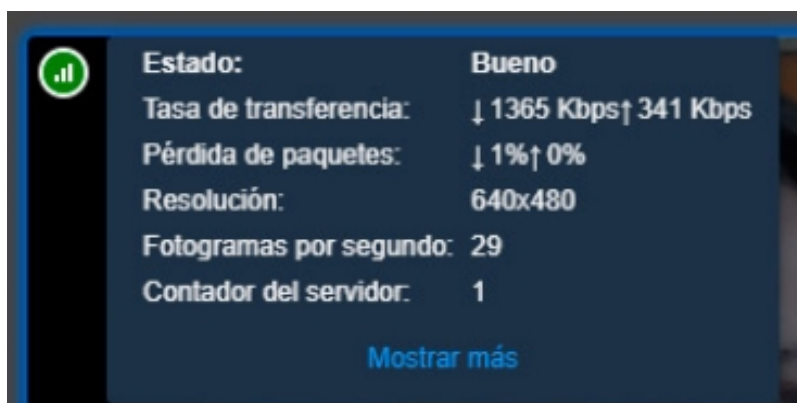 Estado: Bueno
Tasa de transferencia: ↓1365 Kbps↑341 Kbps
Pérdida de paquetes: ↓1%↑0%
Resolución: 640x480
Fotogramas por segundo: 29
Contador del servidor: 1
Mostrar más